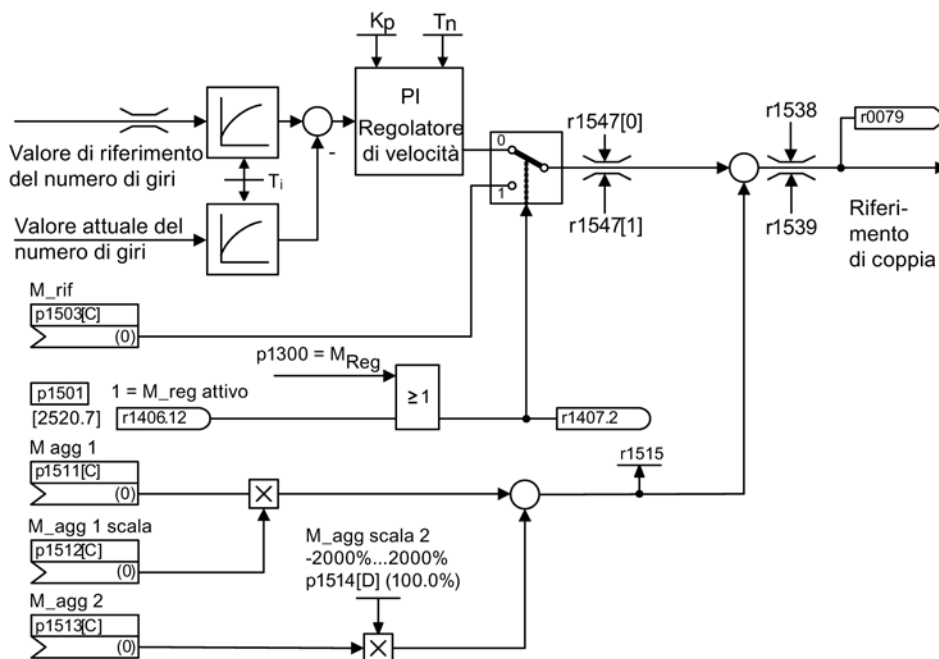 Kp
Tn
PI
Regolatore
di velocità
Valore di riferimento
del numero di giri
Ti
-
0
1
r1547[0]
r1547[1]
r1538
r1539
r0079
Riferi-
mento
di coppia
Valore attuale del
numero di giri
M_rif
p1503[C]
(0)
p1300 = MReg
≥ 1
p1501
[2520.7]
1 = M_reg attivo
r1406.12
r1407.2
M agg 1
p1511[C]
(0)
r1515
M_agg 1 scala
p1512[C]
(0)
M_agg scala 2
-2000%...2000%
p1514[D] (100.0%)
M_agg 2
p1513[C]
(0)